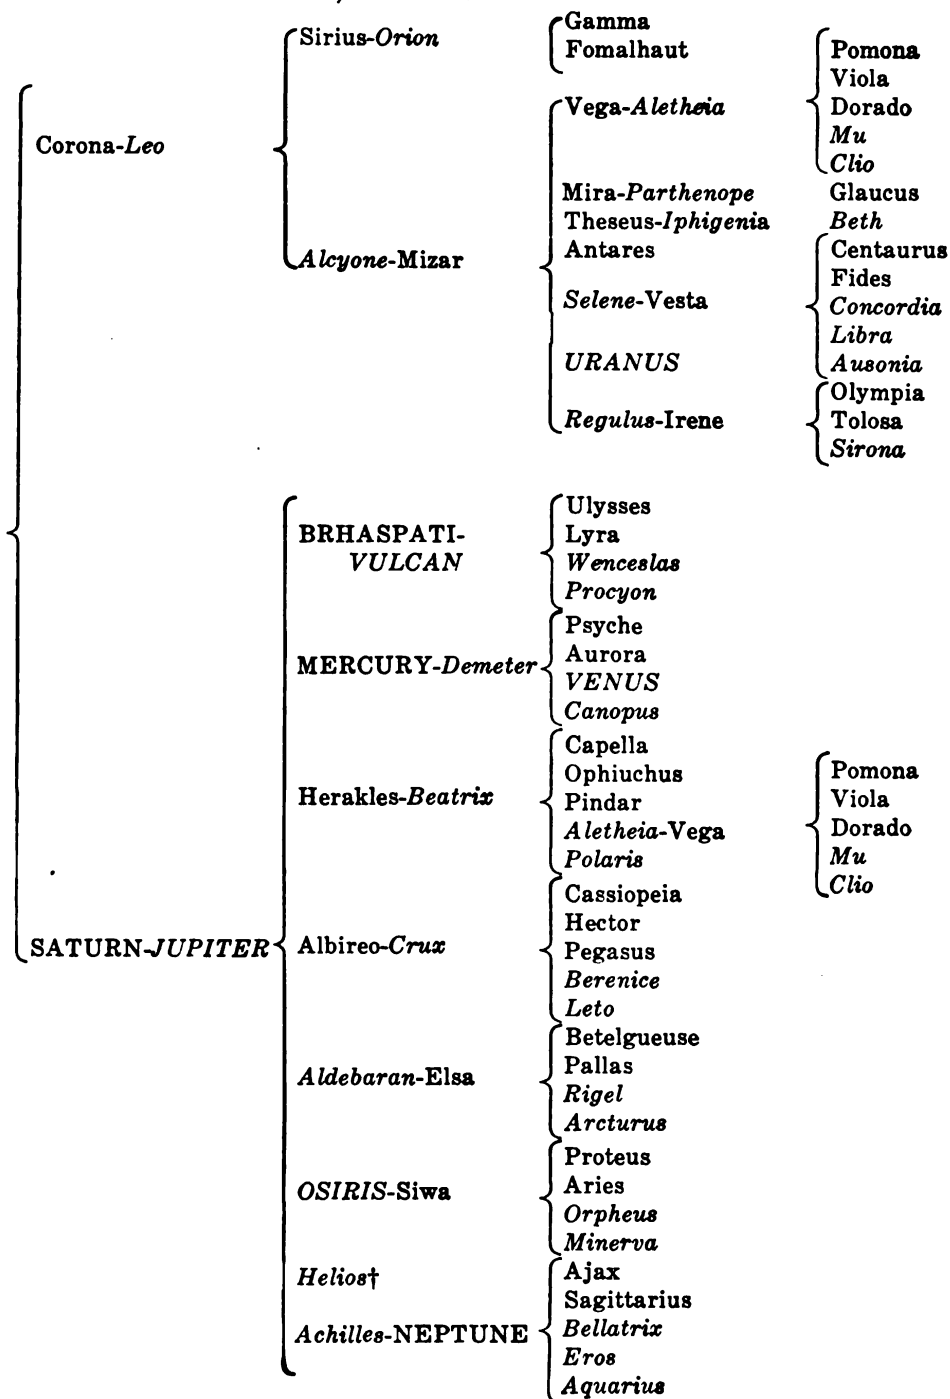 Sirius-Orion
Gamma
Fomalhaut
Corona-Leo
Vega-Aletheia
Pomona
Viola
Dorado
Mu
Clio
Mira-Parthenope Glaucus
Theseus-Iphigenia Beth
Alcyone-Mizar
Antares
Selene-Vesta
Centaurus
Fides
Concordia
Libra
Ausonia
URANUS
Regulus-Irene
Olympia
Tolosa
Sirona
BRHASPATI-
VULCAN
Ulysses
Lyra
Wenceslas
Procyon
MERCURY-Demeter
Psyche
Aurora
VENUS
Canopus
Herakles-Beatrix
Capella
Ophiuchus
Pindar
Aletheia-Vega
Polaris
Pomona
Viola
Dorado
Mu
Clio
SATURN-JUPITER
Albireo-Crux
Cassiopeia
Hector
Pegasus
Berenice
Leto
Aldebaran-Elsa
Betelgueuse
Pallas
Rigel
Arcturus
OSIRIS-Siwa
Proteus
Aries
Orpheus
Minerva
Helios†
Achilles-NEPTUNE
Ajax
Sagittarius
Bellatrix
Eros
Aquarius